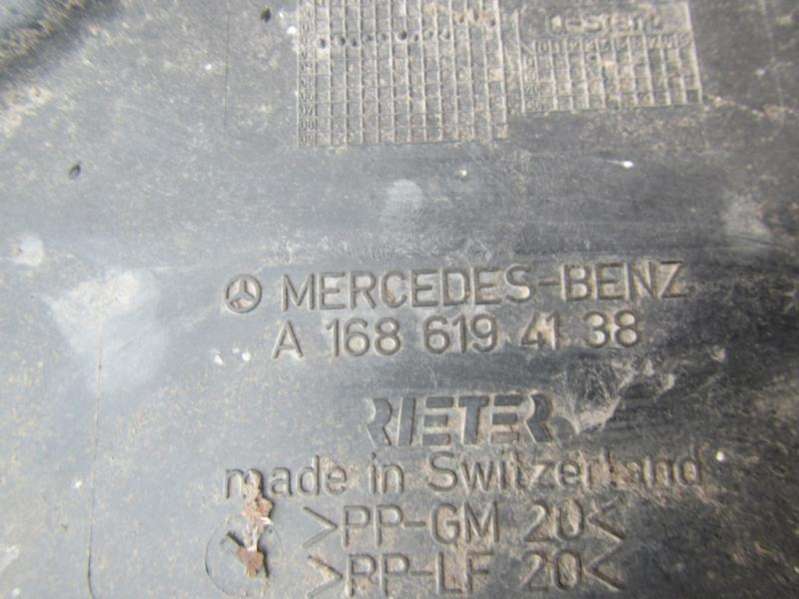 MERCEDES-BENZ
A 168 619 41 38
RIETER
made in Switzerland
>PP-GM 20<
>PP-LF 20<